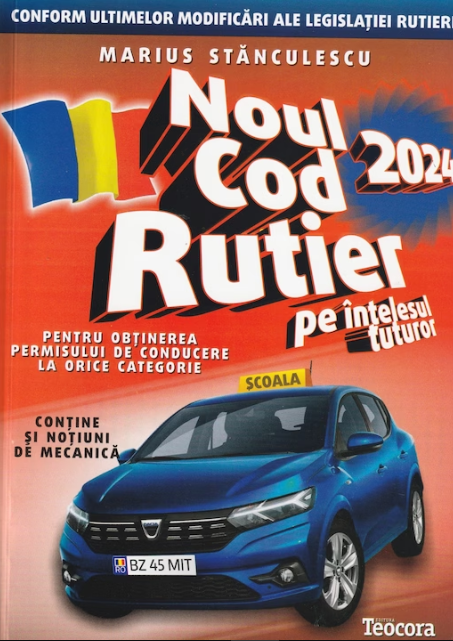 CONFORM ULTIMELOR MODIFICĂRI ALE LEGISLAȚIEI RUTIERE
MARIUS STĂNCULESCU
Noul
Cod
Rutier
2024
pe înțelesul
tuturor
PENTRU OBȚINEREA
PERMISULUI DE CONDUCERE
LA ORICE CATEGORIE
ȘCOALA
CONȚINE
ȘI NOȚIUNI
DE MECANICĂ
RO
BZ 45 MIT
EDITURA
Teocora